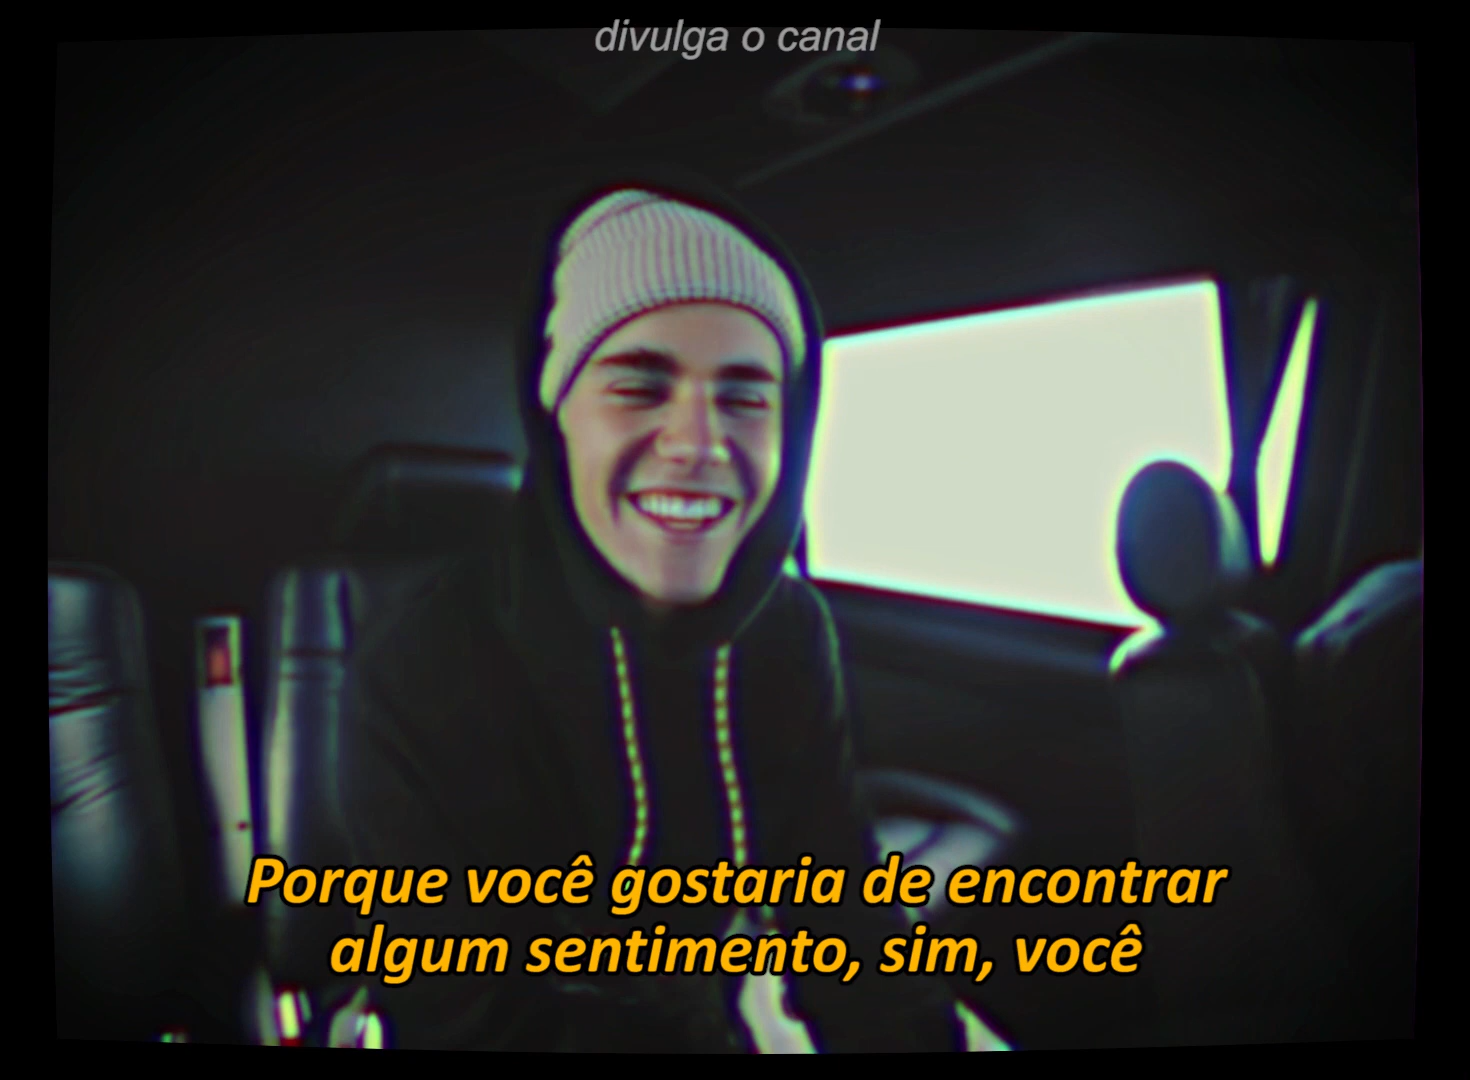 divulga o canal
Porque você gostaria de encontrar
algum sentimento, sim, você